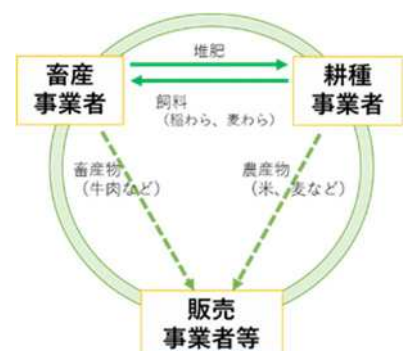 堆肥
畜産
事業者
耕種
事業者
飼料
（稲わら、麦わら）
畜産物
（牛肉など）
農産物
（米、麦など）
販売
事業者等